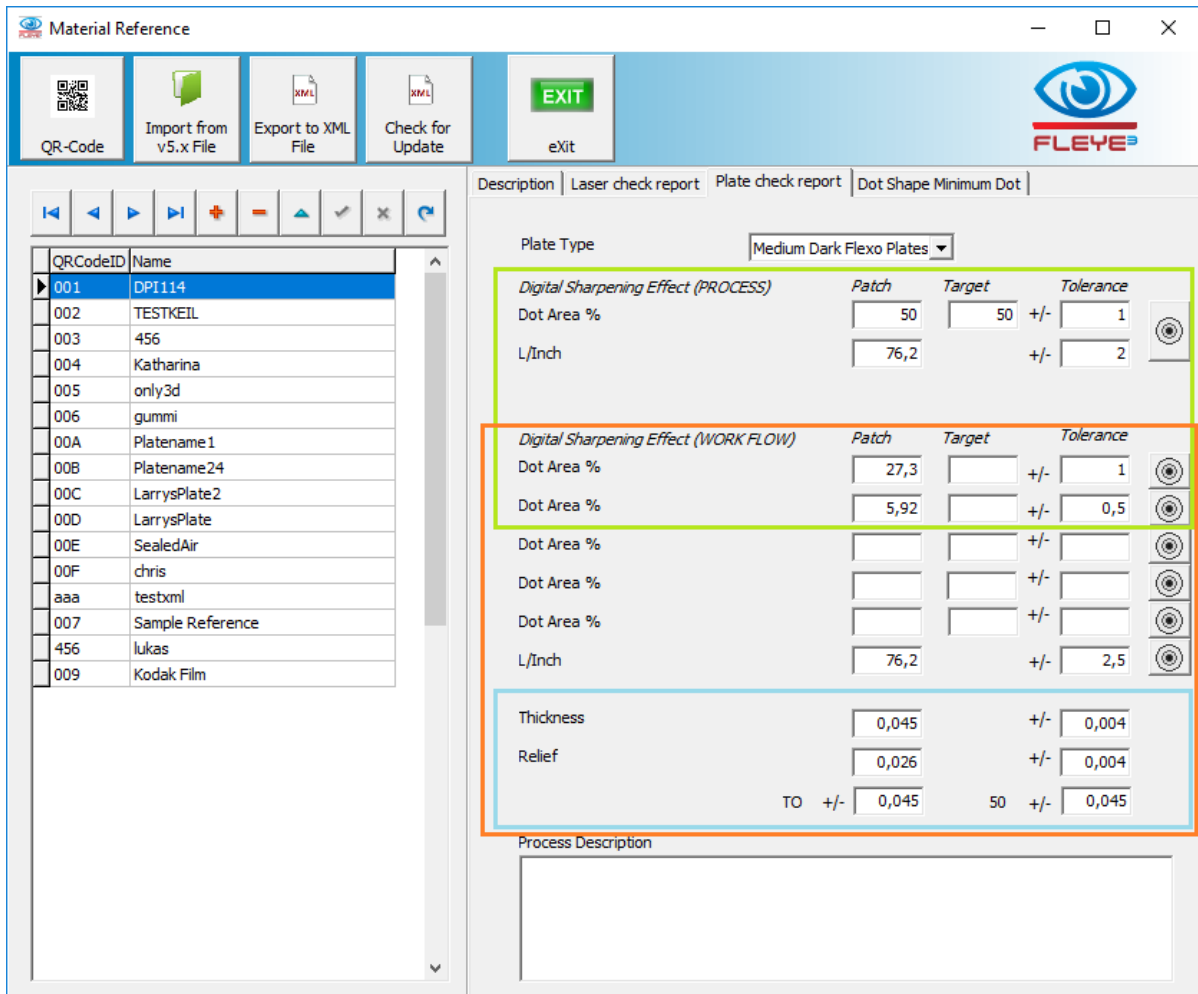 Material Reference
QR-Code
Import from v5.x File
Export to XML File
Check for Update
EXIT
eXit
FLEYE³
Description Laser check report Plate check report Dot Shape Minimum Dot
QRCodeID Name
001 DPI114
002 TESTKEIL
003 456
004 Katharina
005 only3d
006 gummi
00A Platename1
00B Platename24
00C LarrysPlate2
00D LarrysPlate
00E SealedAir
00F chris
aaa testxml
007 Sample Reference
456 lukas
009 Kodak Film
Plate Type Medium Dark Flexo Plates
Digital Sharpening Effect (PROCESS) Patch Target Tolerance
Dot Area % 50 50 +/- 1
L/Inch 76,2 +/- 2
Digital Sharpening Effect (WORK FLOW) Patch Target Tolerance
Dot Area % 27,3 +/- 1
Dot Area % 5,92 +/- 0,5
Dot Area % +/-
Dot Area % +/-
Dot Area % +/-
L/Inch 76,2 +/- 2,5
Thickness 0,045 +/- 0,004
Relief 0,026 +/- 0,004
TO +/- 0,045 50 +/- 0,045
Process Description